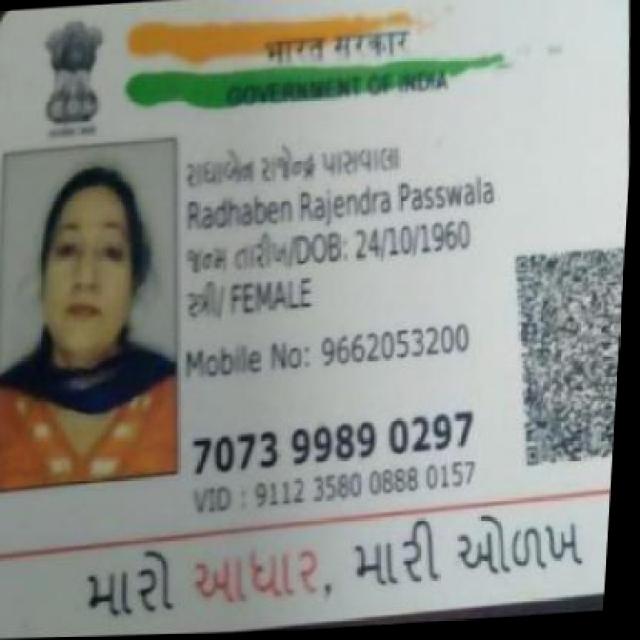 भारत सरकार
GOVERNMENT OF INDIA
રાધાબેન રાજેન્દ્ર પાસવાલા
Radhaben Rajendra Passwala
જન્મ તારીખ/DOB: 24/10/1960
સ્ત્રી/ FEMALE
Mobile No: 9662053200
7073 9989 0297
VID : 9112 3580 0888 0157
મારો આધાર, મારી ઓળખ